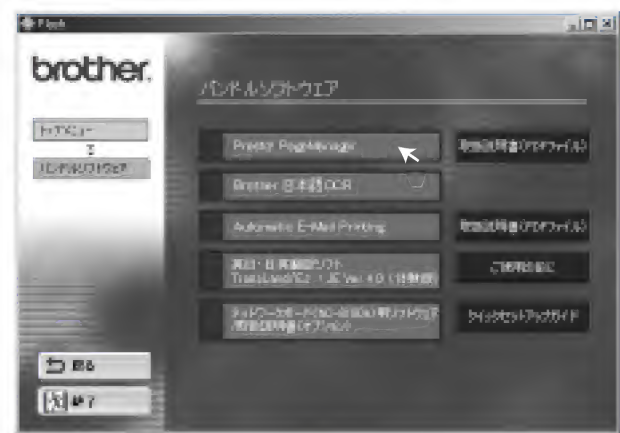 Flash
brother.
バンドルソフトウェア
トップメニュー
バンドルソフトウェア
Presto! PageManager
取扱説明書(PDFファイル)
Brother 日本語OCR
Automatic E-Mail Printing
取扱説明書(PDFファイル)
英日・日英翻訳ソフト
ご使用の前に
クイックセットアップガイド
戻る
終了